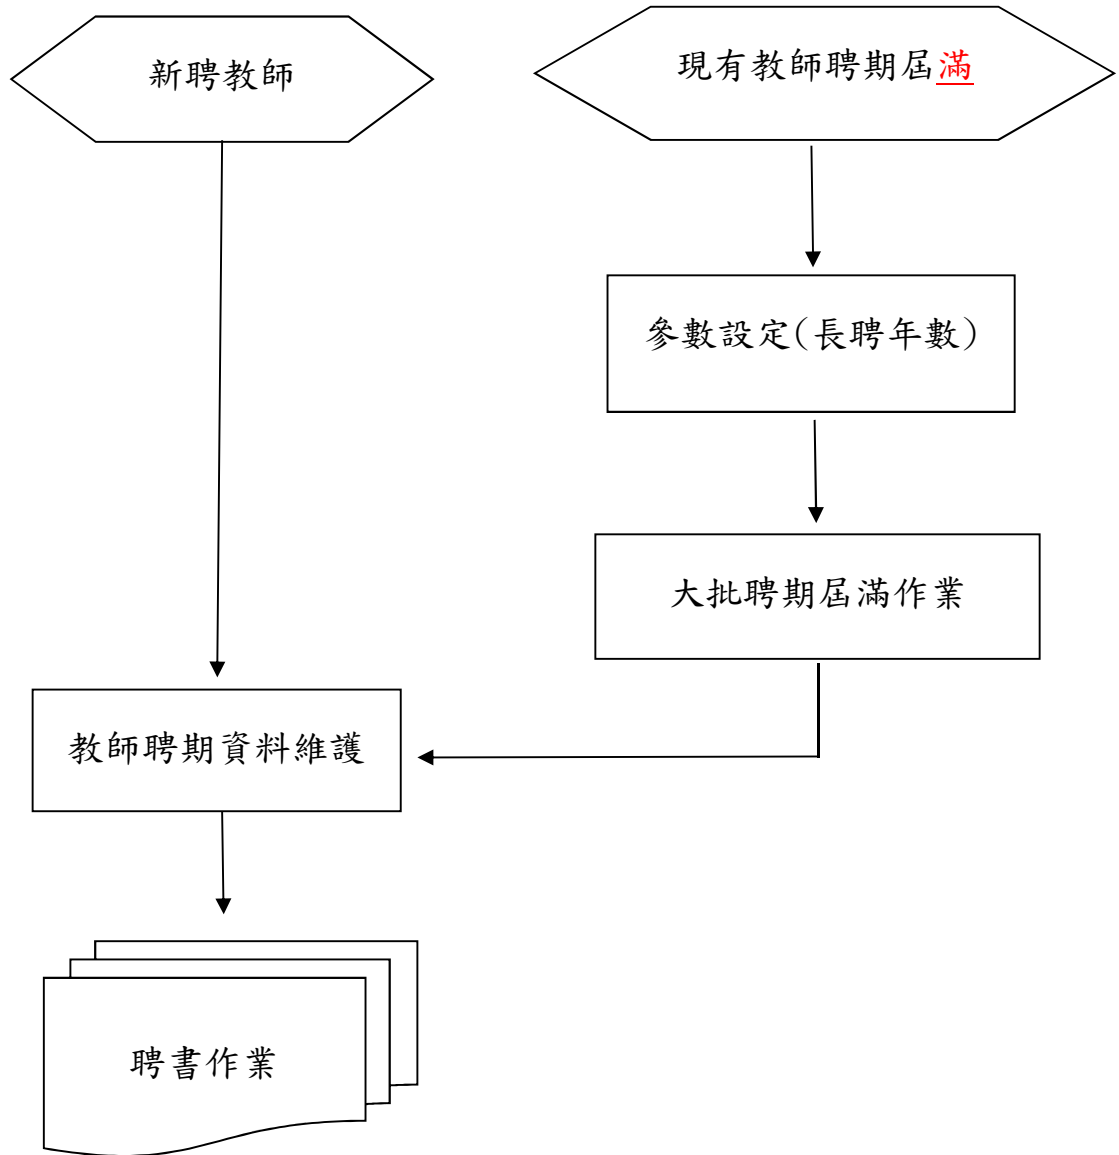 新聘教師
現有教師聘期屆滿
參數設定(長聘年數)
大批聘期屆滿作業
教師聘期資料維護
聘書作業